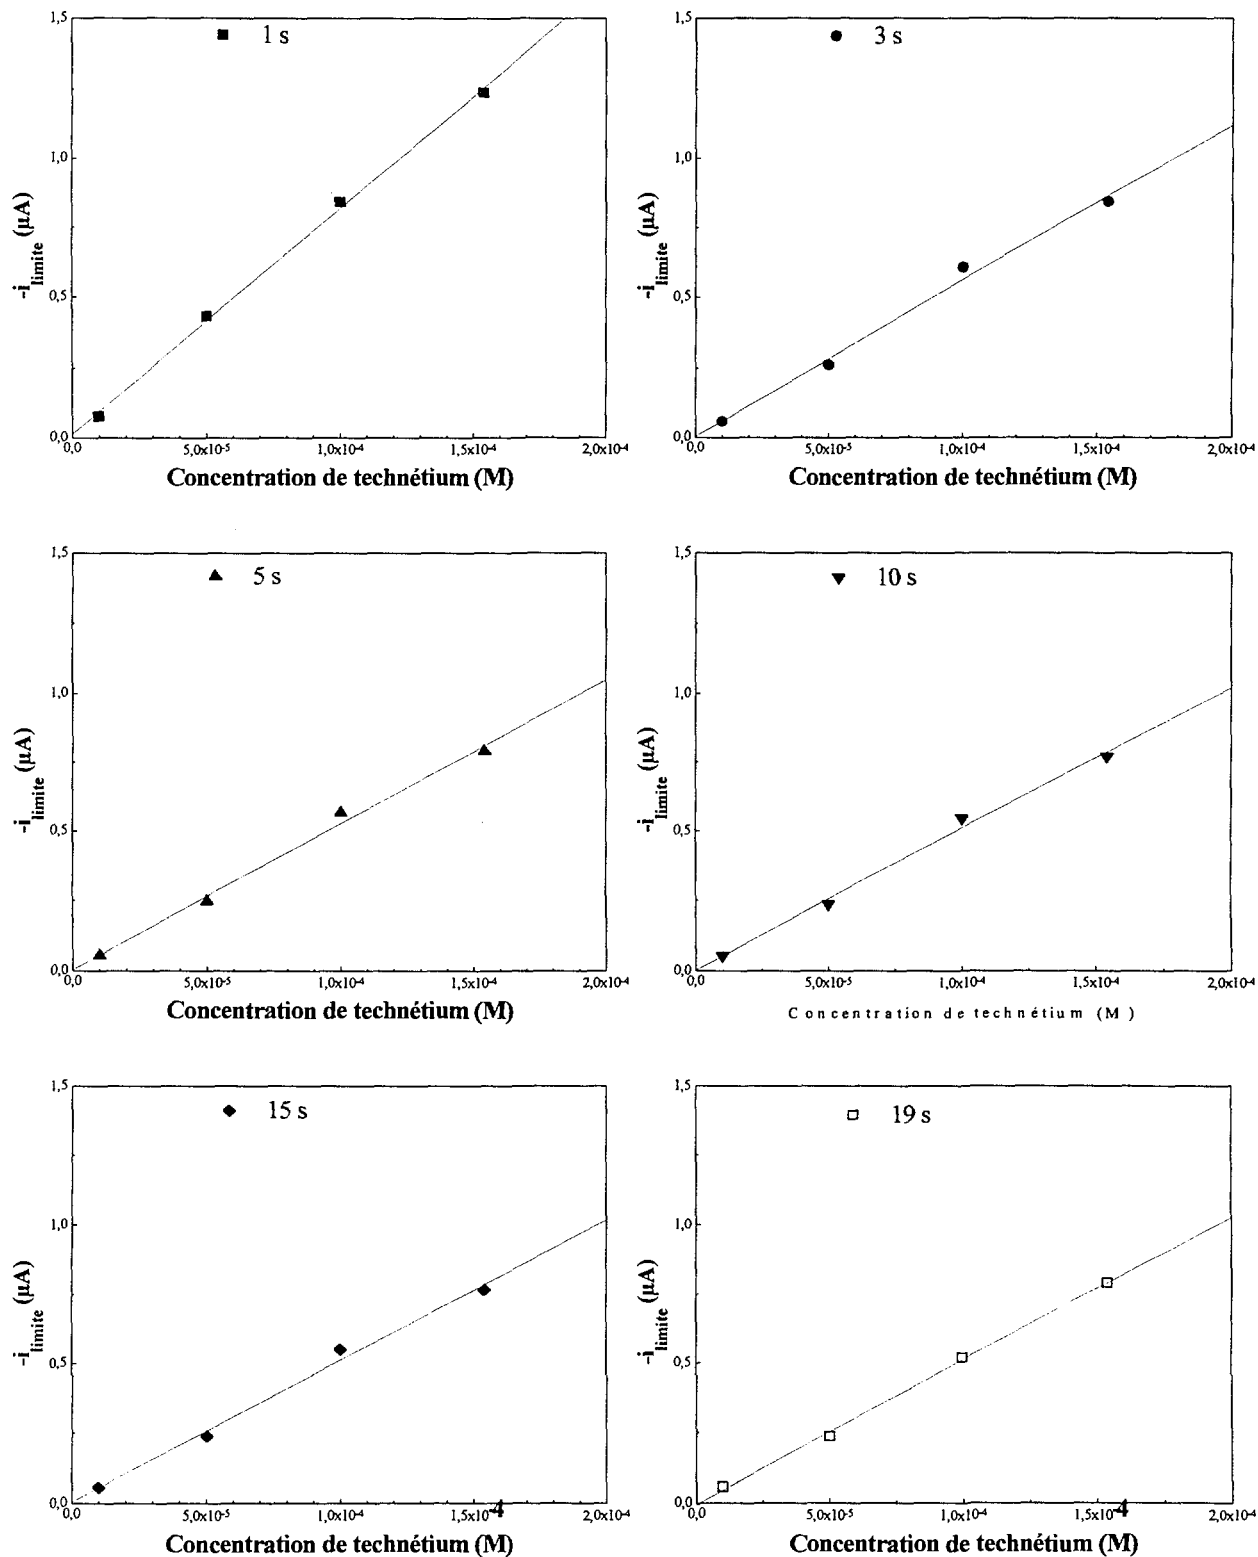 1,5
1 s
1,0
-i limite (µA)
0,5
0,0
0,0 5,0x10-5 1,0x10-4 1,5x10-4 2,0x10-4
Concentration de technétium (M)
1,5
3 s
1,0
-i limite (µA)
0,5
0,0
0,0 5,0x10-5 1,0x10-4 1,5x10-4 2,0x10-4
Concentration de technétium (M)
1,5
5 s
1,0
-i limite (µA)
0,5
0,0
0,0 5,0x10-5 1,0x10-4 1,5x10-4 2,0x10-4
Concentration de technétium (M)
1,5
10 s
1,0
-i limite (µA)
0,5
0,0
0,0 5,0x10-5 1,0x10-4 1,5x10-4 2,0x10-4
Concentration de technétium (M)
1,5
15 s
1,0
-i limite (µA)
0,5
0,0
0,0 5,0x10-5 1,0x10-4 1,5x10-4 2,0x10-4
Concentration de technétium (M)
1,5
19 s
1,0
-i limite (µA)
0,5
0,0
0,0 5,0x10-5 1,0x10-4 1,5x10-4 2,0x10-4
Concentration de technétium (M)